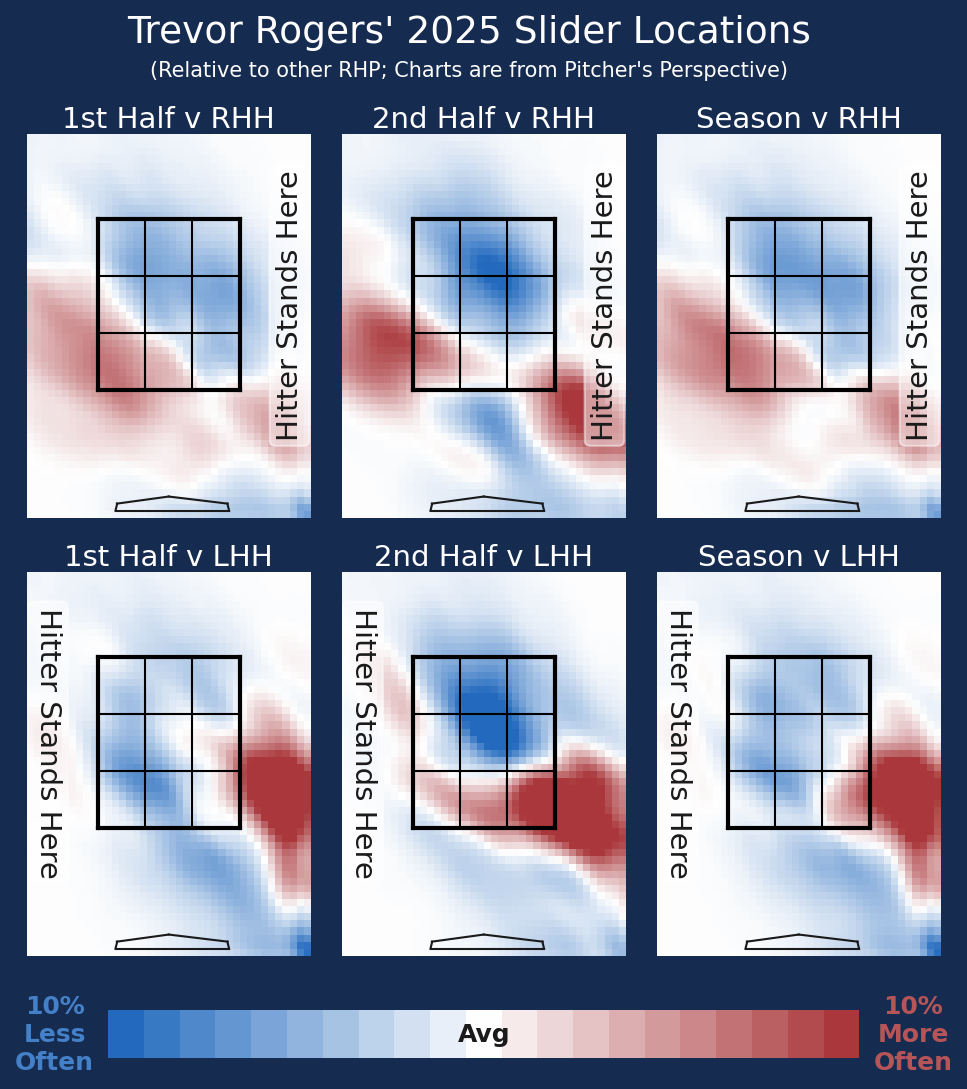 Trevor Rogers' 2025 Slider Locations
(Relative to other RHP; Charts are from Pitcher's Perspective)
1st Half v RHH
2nd Half v RHH
Season v RHH
Hitter Stands Here
Hitter Stands Here
Hitter Stands Here
1st Half v LHH
2nd Half v LHH
Season v LHH
Hitter Stands Here
Hitter Stands Here
Hitter Stands Here
10%
Less
Often
Avg
10%
More
Often